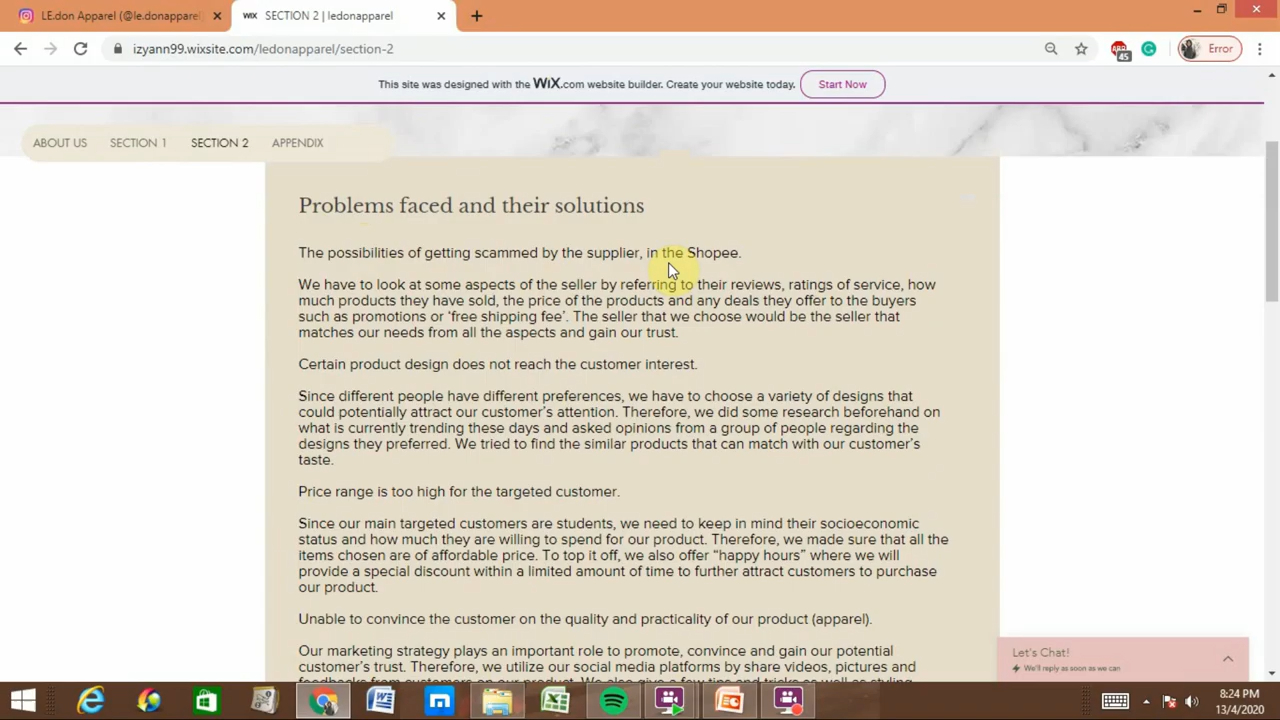 LE.don Apparel (@le.donapparel
WIX SECTION 2 | ledonapparel
izyann99.wixsite.com/ledonapparel/section-2
45
Error
This site was designed with the WiX.com website builder. Create your website today.
Start Now
ABOUT US SECTION 1 SECTION 2 APPENDIX
Problems faced and their solutions
The possibilities of getting scammed by the supplier, in the Shopee.
We have to look at some aspects of the seller by referring to their reviews, ratings of service, how
much products they have sold, the price of the products and any deals they offer to the buyers
such as promotions or ‘free shipping fee’. The seller that we choose would be the seller that
matches our needs from all the aspects and gain our trust.
Certain product design does not reach the customer interest.
Since different people have different preferences, we have to choose a variety of designs that
could potentially attract our customer’s attention. Therefore, we did some research beforehand on
what is currently trending these days and asked opinions from a group of people regarding the
designs they preferred. We tried to find the similar products that can match with our customer’s
taste.
Price range is too high for the targeted customer.
Since our main targeted customers are students, we need to keep in mind their socioeconomic
status and how much they are willing to spend for our product. Therefore, we made sure that all the
items chosen are of affordable price. To top it off, we also offer “happy hours” where we will
provide a special discount within a limited amount of time to further attract customers to purchase
our product.
Unable to convince the customer on the quality and practicality of our product (apparel).
Our marketing strategy plays an important role to promote, convince and gain our potential
customer’s trust. Therefore, we utilize our social media platforms by share videos, pictures and
Let's Chat!
We'll reply as soon as we can
8:24 PM
13/4/2020